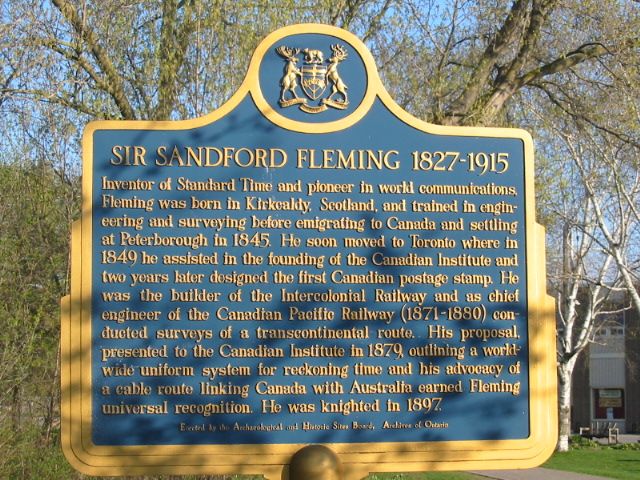 SIR SANDFORD FLEMING 1827-1915
Inventor of Standard Time and pioneer in world communications,
Fleming was born in Kirkcaldy, Scotland, and trained in engin-
eering and surveying before emigrating to Canada and settling
at Peterborough in 1845. He soon moved to Toronto where in
1849 he assisted in the founding of the Canadian Institute and
two years later designed the first Canadian postage stamp. He
was the builder of the Intercolonial Railway and as chief
engineer of the Canadian Pacific Railway (1871-1880) con-
ducted surveys of a transcontinental route. His proposal,
presented to the Canadian Institute in 1879, outlining a world-
wide uniform system for reckoning time and his advocacy of
a cable route linking Canada with Australia earned Fleming
universal recognition. He was knighted in 1897.
Erected by the Archaeological and Historic Sites Board, Archives of Ontario